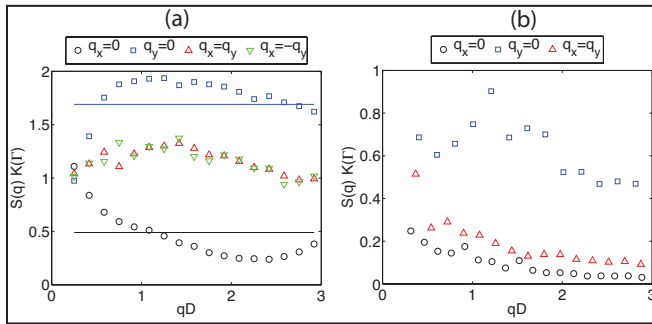 (a)
○ q_x=0 □ q_y=0 △ q_x=q_y ▽ q_x=-q_y
S(q) K(Γ)
2
1.5
1
0.5
0
0 1 2 3
qD
(b)
○ q_x=0 □ q_y=0 △ q_x=q_y
S(q) K(Γ)
1
0.8
0.6
0.4
0.2
0
0 1 2 3
qD